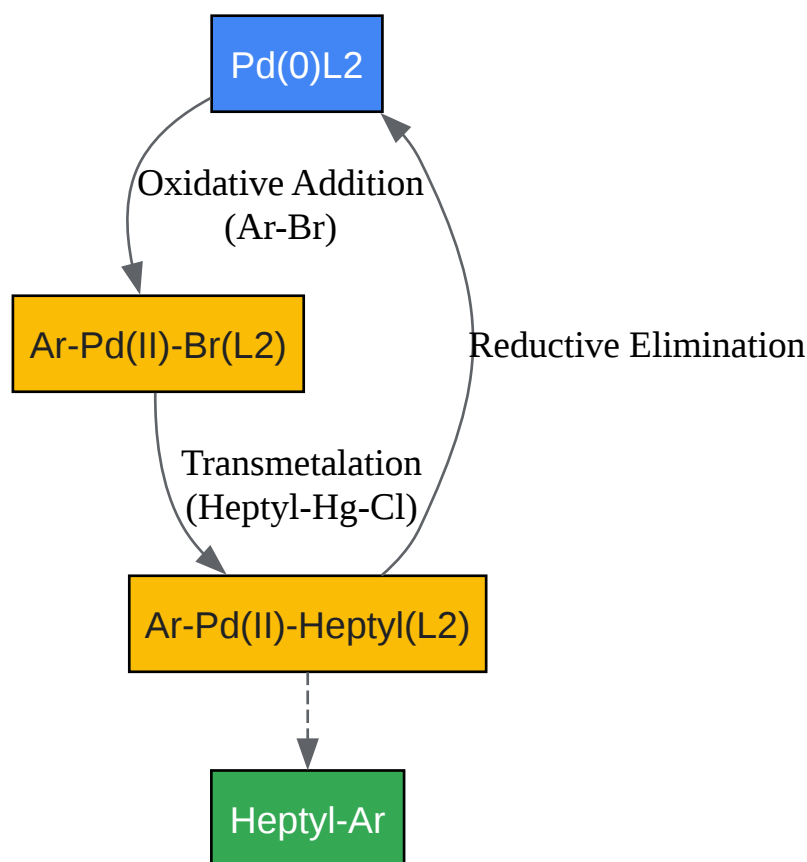 Pd(0)L2
Oxidative Addition
(Ar-Br)
Ar-Pd(II)-Br(L2)
Reductive Elimination
Transmetalation
(Heptyl-Hg-Cl)
Ar-Pd(II)-Heptyl(L2)
Heptyl-Ar